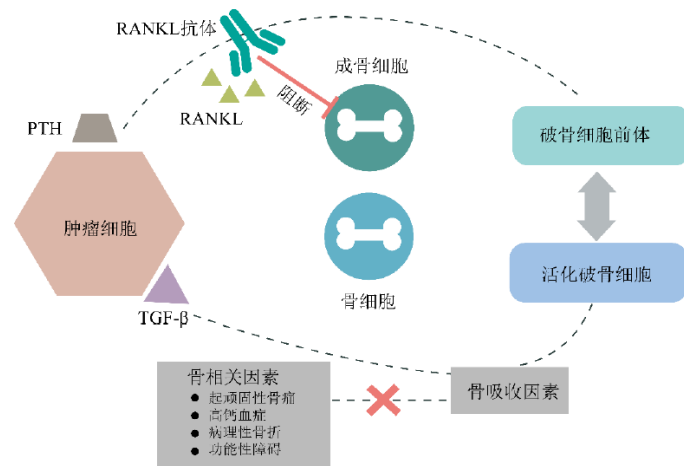 RANKL抗体
成骨细胞
阻断
RANKL
PTH
破骨细胞前体
肿瘤细胞
活化破骨细胞
骨细胞
TGF-β
骨相关因素
● 起顽固性骨痛
● 高钙血症
● 病理性骨折
● 功能性障碍
骨吸收因素